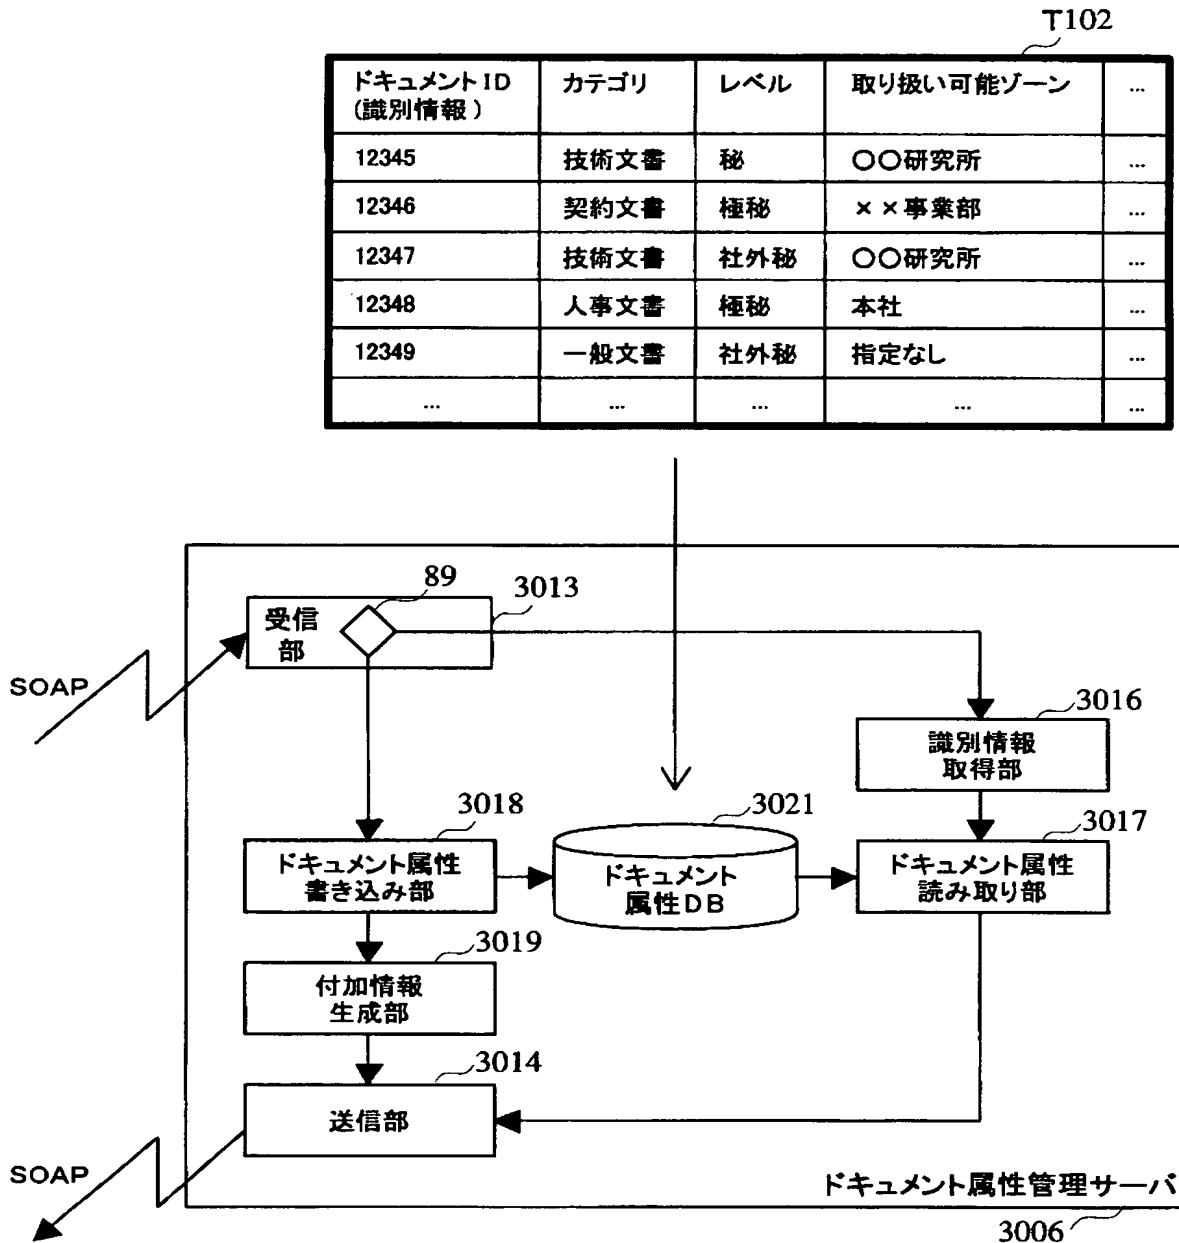 T102
ドキュメントID カテゴリ レベル 取り扱い可能ゾーン ...
(識別情報)
12345 技術文書 秘 〇〇研究所 ...
12346 契約文書 極秘 ××事業部 ...
12347 技術文書 社外秘 〇〇研究所 ...
12348 人事文書 極秘 本社 ...
12349 一般文書 社外秘 指定なし ...
... ... ... ... ...
89
3013
受信
部
SOAP
3016
識別情報
取得部
3018
3021
3017
ドキュメント属性
書き込み部
ドキュメント
属性DB
ドキュメント属性
読み取り部
3019
付加情報
生成部
3014
送信部
SOAP
ドキュメント属性管理サーバ
3006